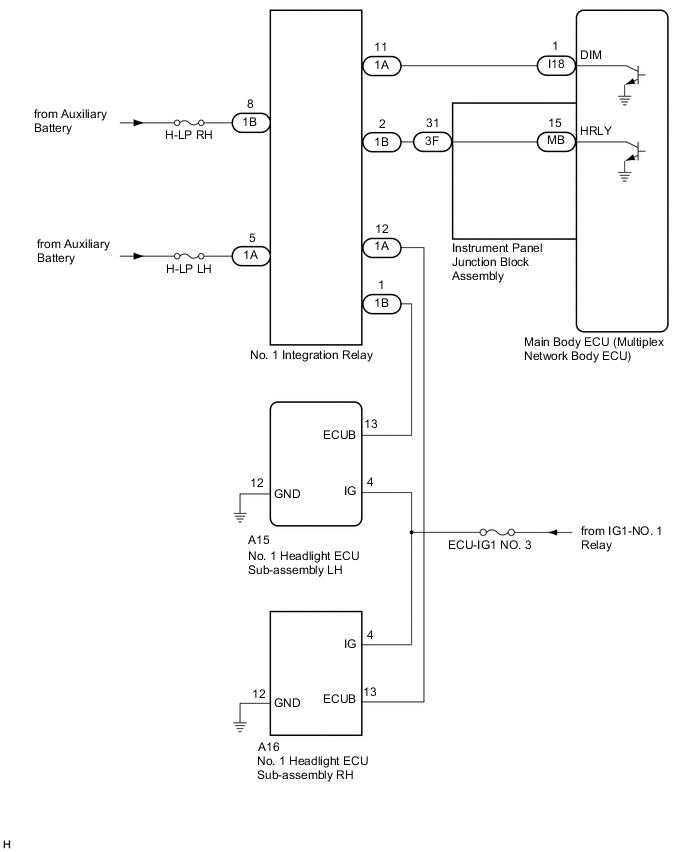 11
1A
1
I18
DIM
8
1B
from Auxiliary
Battery
H-LP RH
2
1B
31
3F
15
MB
HRLY
5
1A
from Auxiliary
Battery
H-LP LH
12
1A
1
1B
Instrument Panel
Junction Block
Assembly
No. 1 Integration Relay
Main Body ECU (Multiplex
Network Body ECU)
ECUB
13
12
GND
IG
4
A15
No. 1 Headlight ECU
Sub-assembly LH
ECU-IG1 NO. 3
from IG1-NO. 1
Relay
IG
4
12
GND
ECUB
13
A16
No. 1 Headlight ECU
Sub-assembly RH
H